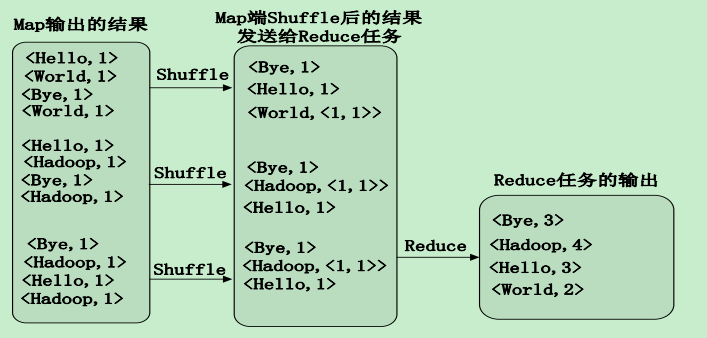 Map输出的结果
<Hello,1>
<World,1>
<Bye,1>
<World,1>
<Hello,1>
<Hadoop,1>
<Bye,1>
<Hadoop,1>
<Bye,1>
<Hadoop,1>
<Hello,1>
<Hadoop,1>
Shuffle
Shuffle
Shuffle
Map端Shuffle后的结果
发送给Reduce任务
<Bye,1>
<Hello,1>
<World,<1,1>>
<Bye,1>
<Hadoop,<1,1>>
<Hello,1>
<Bye,1>
<Hadoop,<1,1>>
<Hello,1>
Reduce
Reduce任务的输出
<Bye,3>
<Hadoop,4>
<Hello,3>
<World,2>